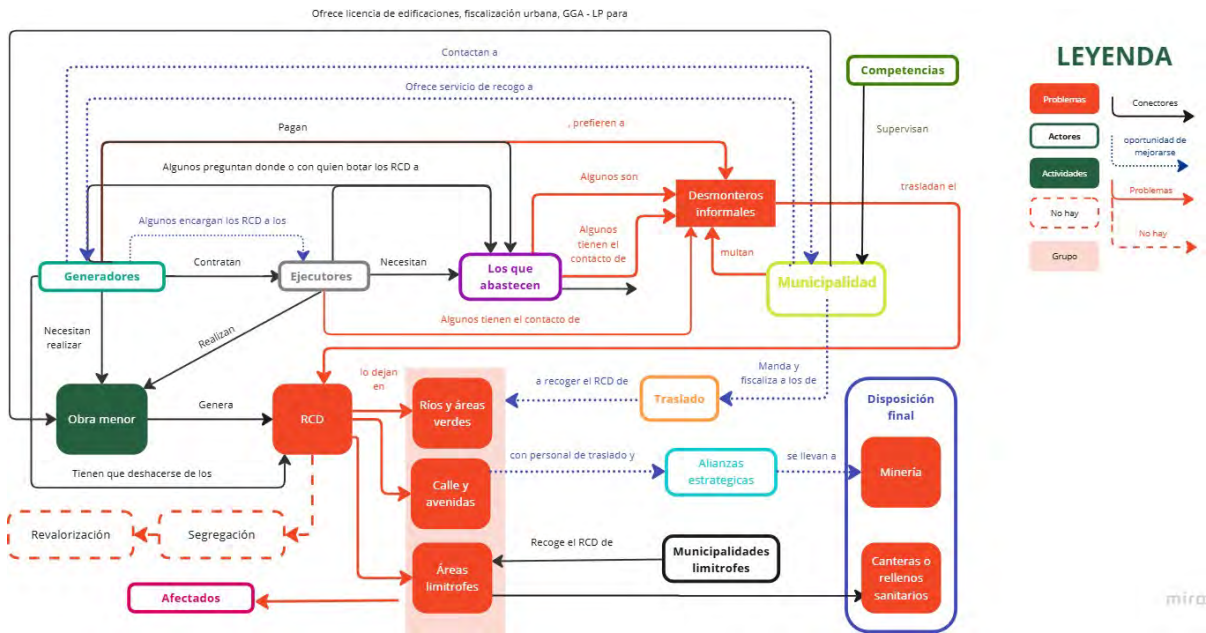 Ofrece licencia de edificaciones, fiscalización urbana, GGA - LP para
Contactan a
Competencias
Ofrece servicio de recogo a
Pagan
, prefieren a
Supervisan
Algunos preguntan donde o con quien botar los RCD a
Algunos son
Desmonteros
informales
trasladan el
Algunos encargan los RCD a los
Algunos
tienen el
contacto de
multan
Generadores
Contratan
Ejecutores
Necesitan
Los que
abastecen
Municipalidad
Necesitan
realizar
Realizan
Algunos tienen el contacto de
lo dejan
en
Manda y
fiscaliza a los de
Obra menor
Genera
RCD
Ríos y áreas
verdes
a recoger el RCD de
Traslado
Disposición
final
Tienen que deshacerse de los
Calle y
avenidas
con personal de traslado y
Alianzas
estrategicas
se llevan a
Minería
Revalorización
Segregación
Áreas
limitrofes
Recoge el RCD de
Municipalidades
limitrofes
Canteras o
rellenos
sanitarios
Afectados
LEYENDA
Problemas
Conectores
Actores
oportunidad de
mejorarse
Actividades
Problemas
No hay
No hay
Grupo
miro